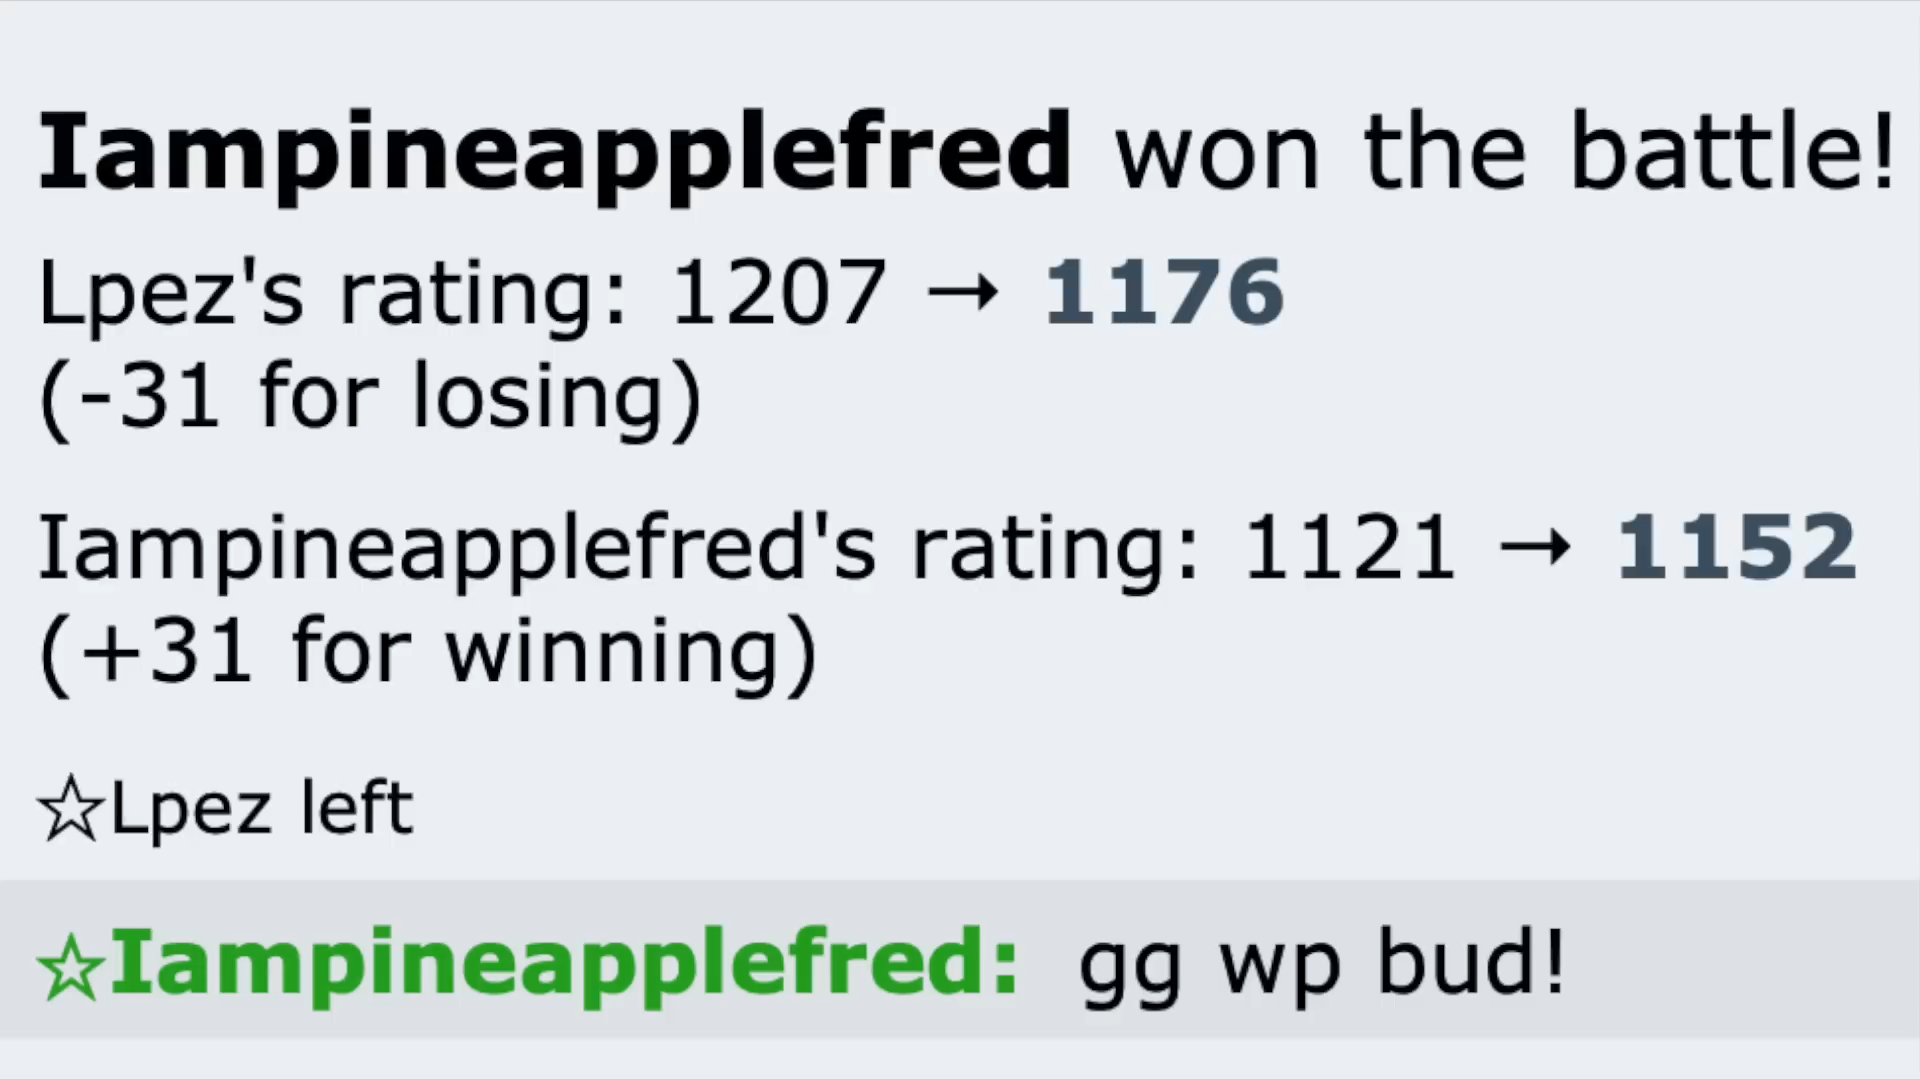 Iampineapplefred won the battle!
Lpez's rating: 1207 → 1176
(-31 for losing)
Iampineapplefred's rating: 1121 → 1152
(+31 for winning)
☆Lpez left
☆Iampineapplefred: gg wp bud!